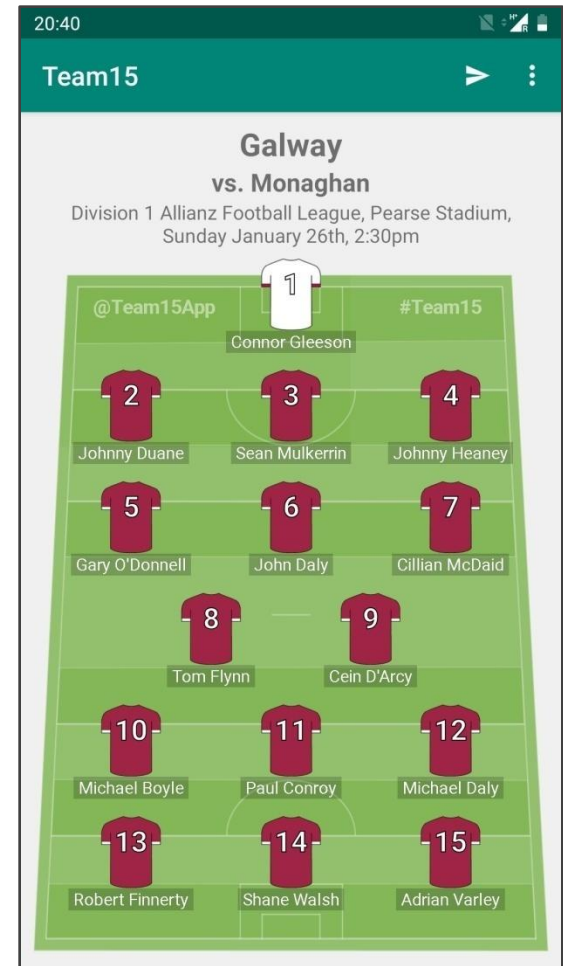 20:40
H+
R
Team15
Galway
vs. Monaghan
Division 1 Allianz Football League, Pearse Stadium,
Sunday January 26th, 2:30pm
@Team15App
1
#Team15
Connor Gleeson
2
3
4
Johnny Duane
Sean Mulkerrin
Johnny Heaney
5
6
7
Gary O'Donnell
John Daly
Cillian McDaid
8
9
Tom Flynn
Cein D'Arcy
10
11
12
Michael Boyle
Paul Conroy
Michael Daly
13
14
15
Robert Finnerty
Shane Walsh
Adrian Varley